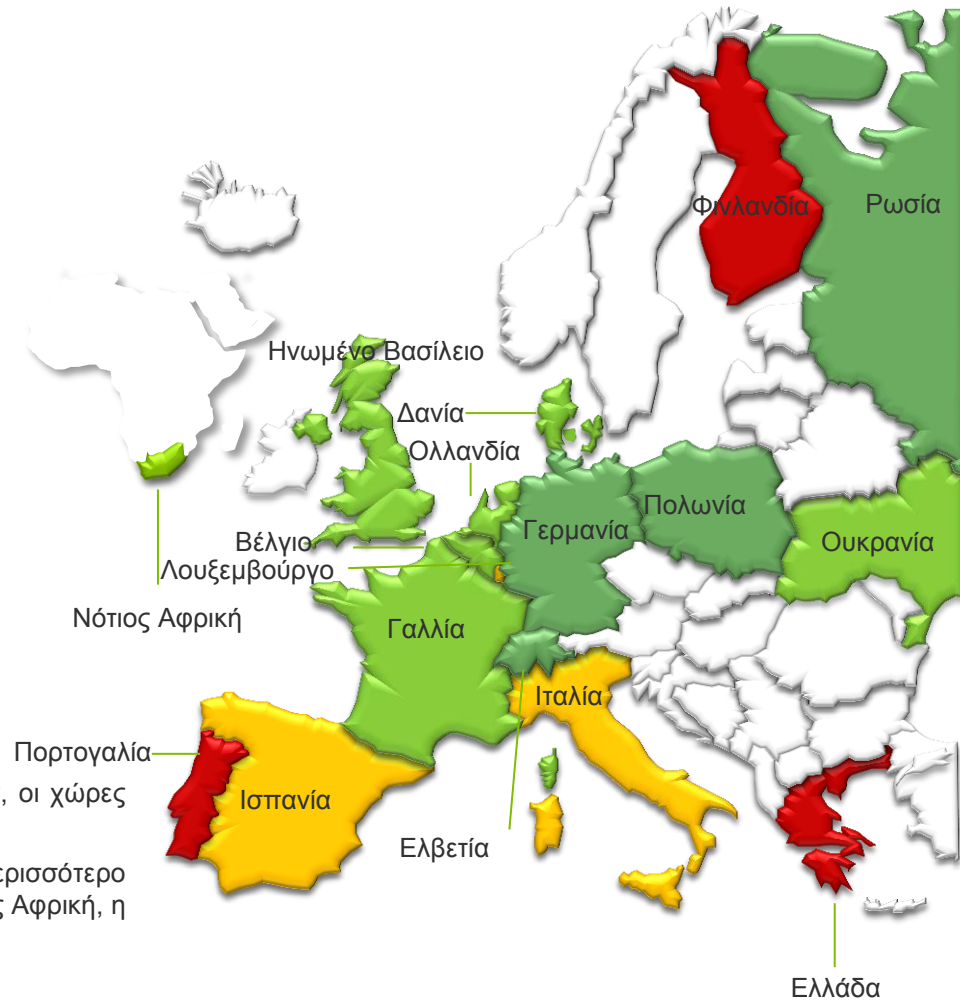 Φινλανδία
Ρωσία
Ηνωμένο Βασίλειο
Δανία
Ολλανδία
Πολωνία
Γερμανία
Ουκρανία
Βέλγιο
Λουξεμβούργο
Νότιος Αφρική
Γαλλία
Ιταλία
Πορτογαλία
, οι χώρες
Ισπανία
Ελβετία
ερισσότερο
ς Αφρική, η
Ελλάδα